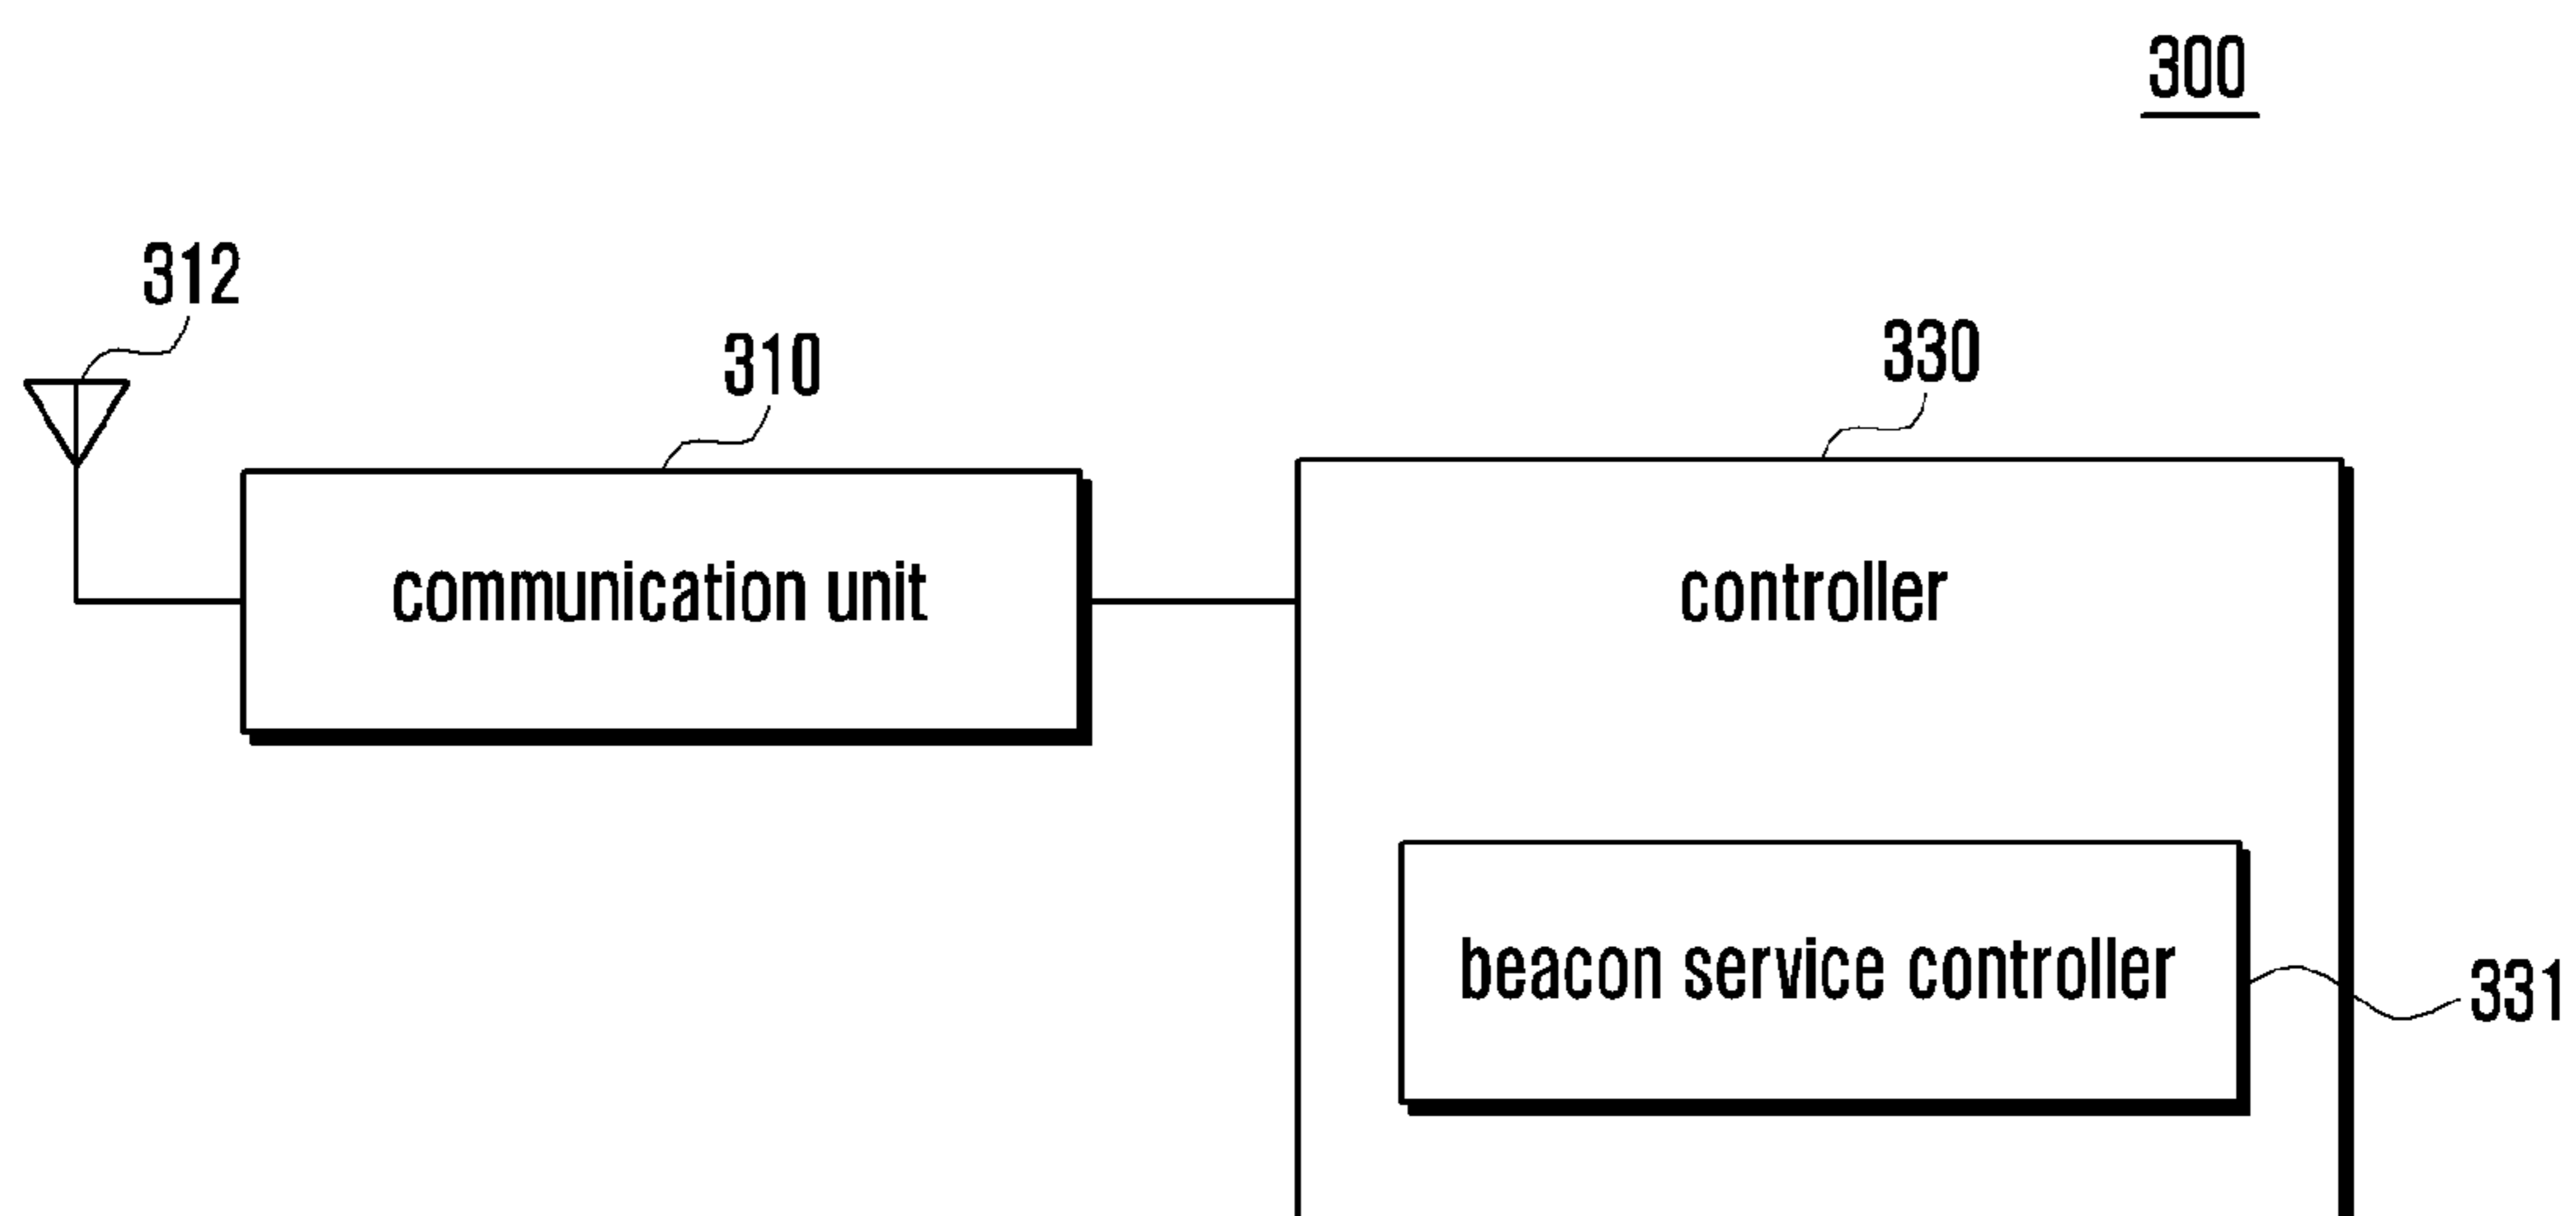 300
312
310
330
communication unit
controller
beacon service controller
331